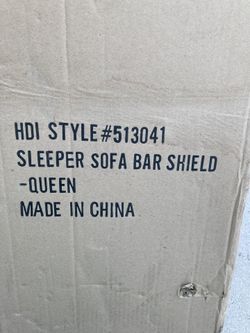 HDI STYLE#513041
SLEEPER SOFA BAR SHIELD
-QUEEN
MADE IN CHINA